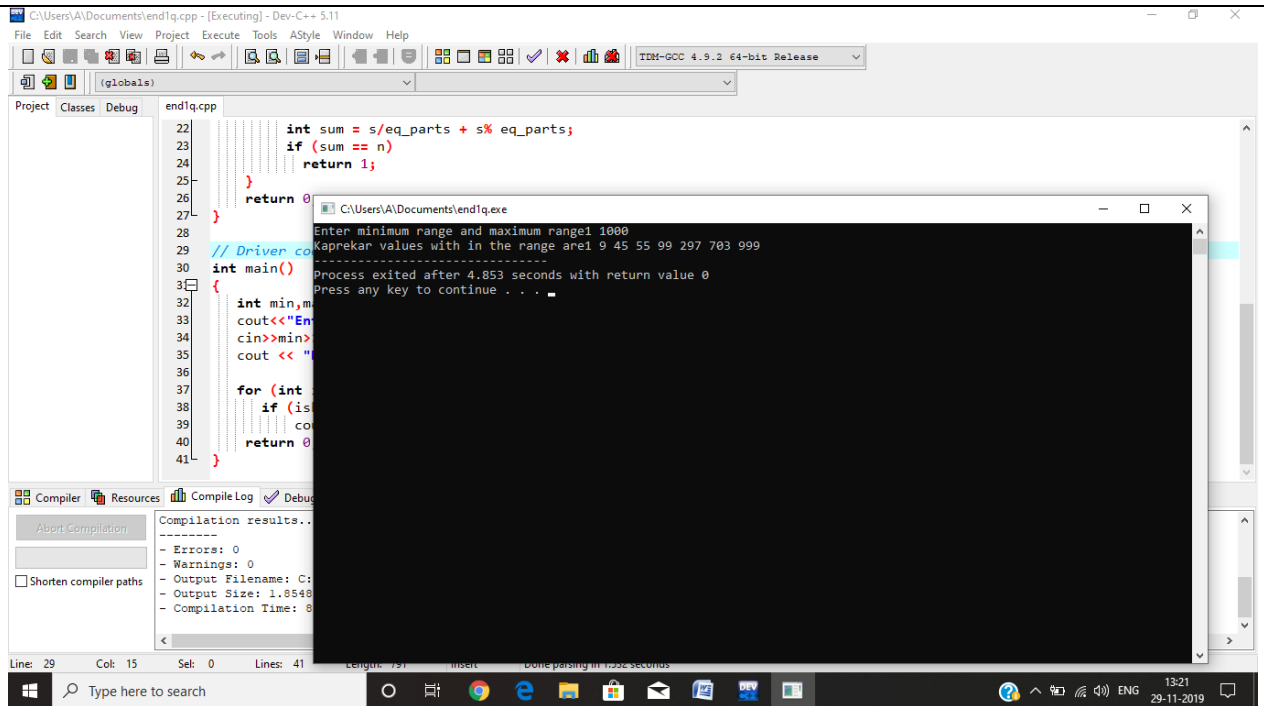 C:\Users\A\Documents\end1q.cpp - [Executing] - Dev-C++ 5.11
File Edit Search View Project Execute Tools AStyle Window Help
TDM-GCC 4.9.2 64-bit Release
(globals)
Project Classes Debug end1q.cpp
22 int sum = s/eq_parts + s% eq_parts;
23 if (sum == n)
24 return 1;
25 }
26 return 0
27 }
28
29 // Driver co
30 int main()
31 {
32 int min,m
33 cout<<"En
34 cin>>min>
35 cout << "
36
37 for (int
38 if (is
39 co
40 return 0
41 }
C:\Users\A\Documents\end1q.exe
Enter minimum range and maximum range1 1000
Kaprekar values with in the range are1 9 45 55 99 297 703 999
--------------------------------
Process exited after 4.853 seconds with return value 0
Press any key to continue . . .
Compiler Resources Compile Log Debug
Abort Compilation
Shorten compiler paths
Compilation results..
--------
- Errors: 0
- Warnings: 0
- Output Filename: C:
- Output Size: 1.8548
- Compilation Time: 8
Line: 29 Col: 15 Sel: 0 Lines: 41 Length: 791 Insert Done parsing in 1.532 seconds
Type here to search
DEV
ENG
13:21
29-11-2019